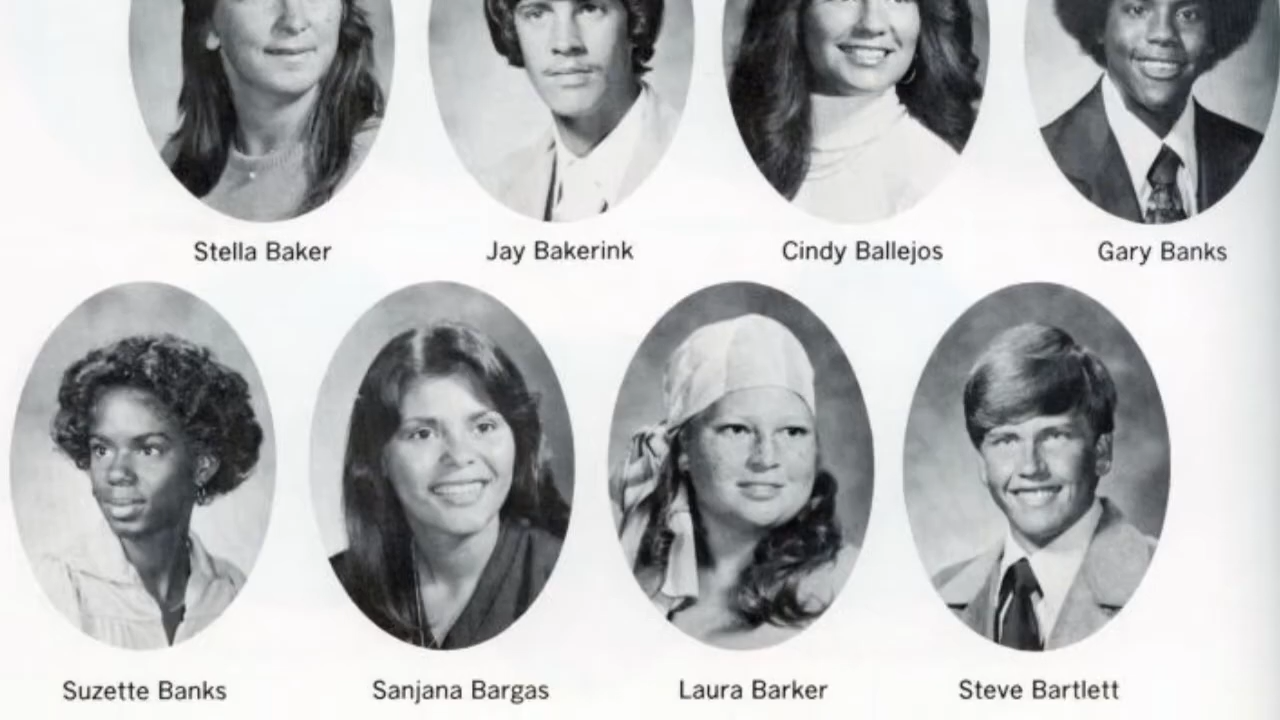 Stella Baker
Jay Bakerink
Cindy Ballejos
Gary Banks
Suzette Banks
Sanjana Bargas
Laura Barker
Steve Bartlett